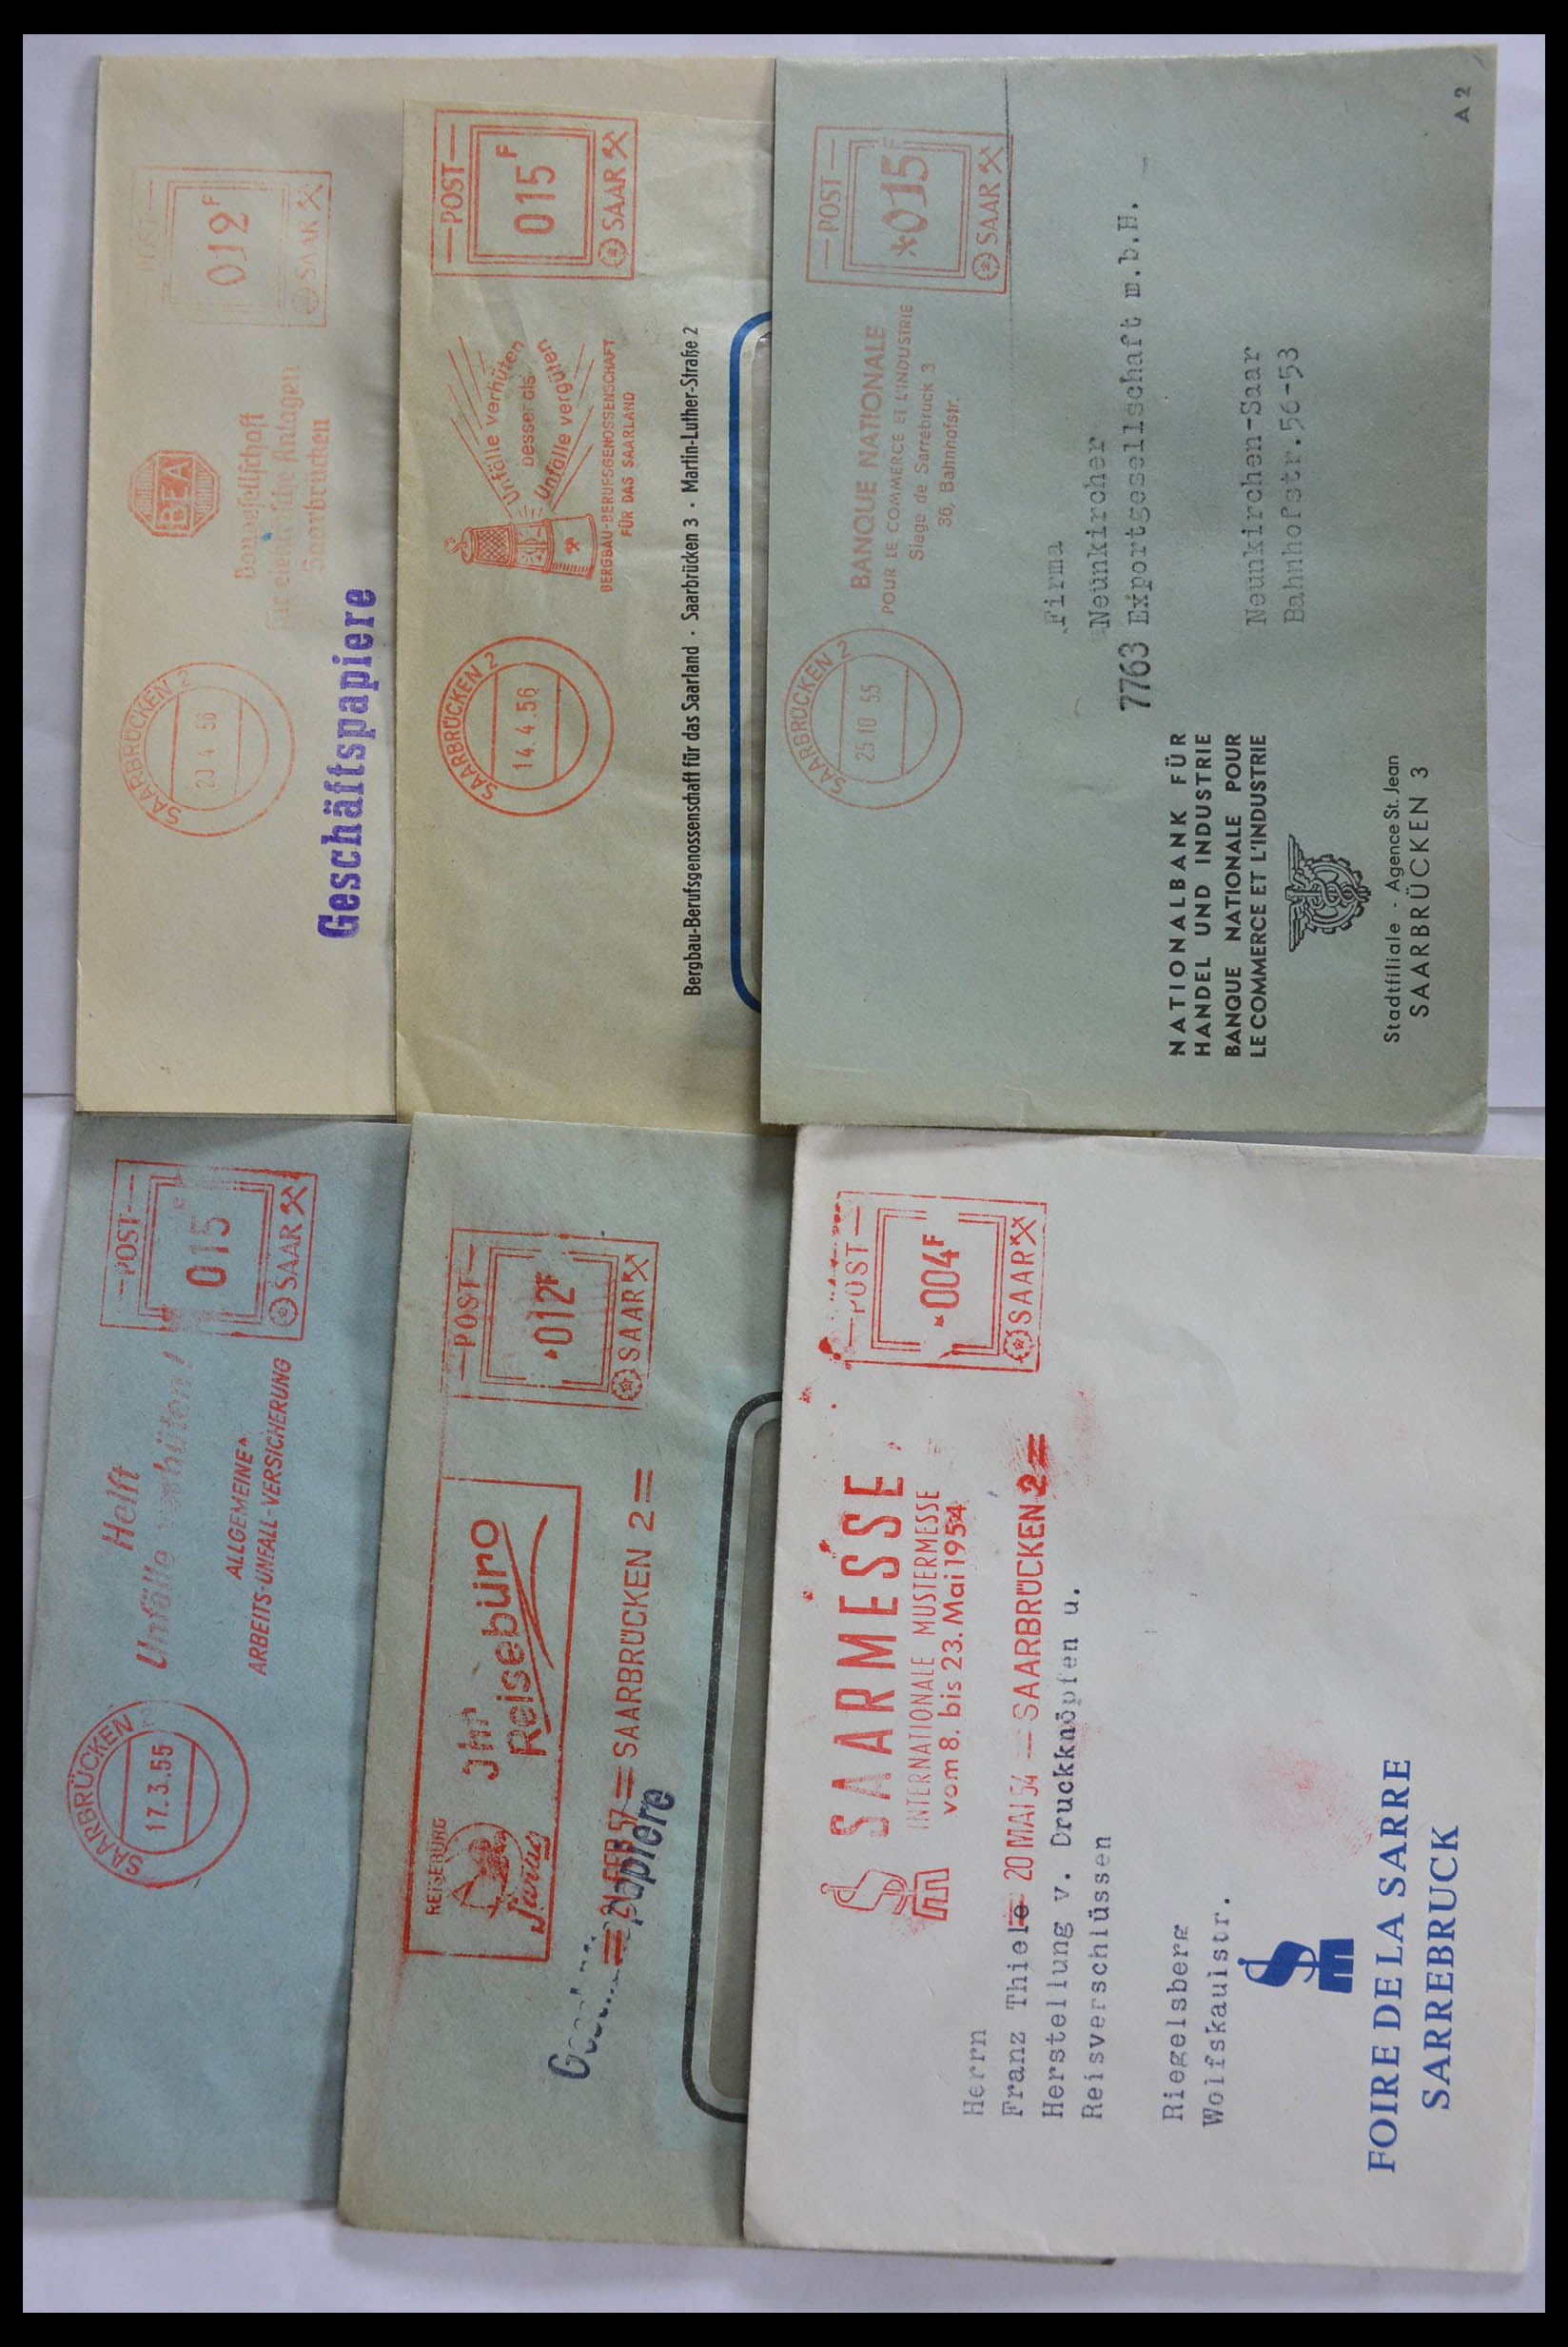 SAARBRÜCKEN 2
4 56
BEA
Baugesellschaft
für elektrische Anlagen
Saarbrücken
POST
012 F
SAAR
Geschäftspapiere
SAARBRÜCKEN 2
14.4.56
Unfälle verhüten
besser als
Unfälle vergüten
BERGBAU-BERUFSGENOSSENSCHAFT
FÜR DAS SAARLAND
POST
015 F
SAAR
Bergbau-Berufsgenossenschaft für das Saarland · Saarbrücken 3 · Martin-Luther-Straße 2
SAARBRÜCKEN 2
25 10 55
BANQUE NATIONALE
POUR LE COMMERCE ET L'INDUSTRIE
Siege de Sarrebruck 3
36, Bahnhofstr.
POST
*015 F
SAAR
A 2
Firma
Neunkircher
7763 Exportgesellschaft m.b.H.
Neunkirchen-Saar
Bahnhofstr.56-53
NATIONALBANK FÜR
HANDEL UND INDUSTRIE
BANQUE NATIONALE POUR
LE COMMERCE ET L'INDUSTRIE
Stadtfiliale - Agence St. Jean
SAARBRÜCKEN 3
SAARBRÜCKEN
17.3.55
Helft
Unfälle verhüten!
ALLGEMEINE
ARBEITS-UNFALL-VERSICHERUNG
POST
015 F
SAAR
REISEBÜRO
Ihr
Reisebüro
POST
012F
SAAR
21 FEB 57 SAARBRÜCKEN 2
papiere
SAARMESSE
INTERNATIONALE MUSTERMESSE
vom 8. bis 23. Mai 1954
POST
004F
SAAR
20 MAI 54 SAARBRÜCKEN 2
Herrn
Franz Thiele
Herstellung v. Druckknöpfen u.
Reisverschlüssen
Riegelsberg
Wolfskaulstr.
FOIRE DE LA SARRE
SARREBRUCK